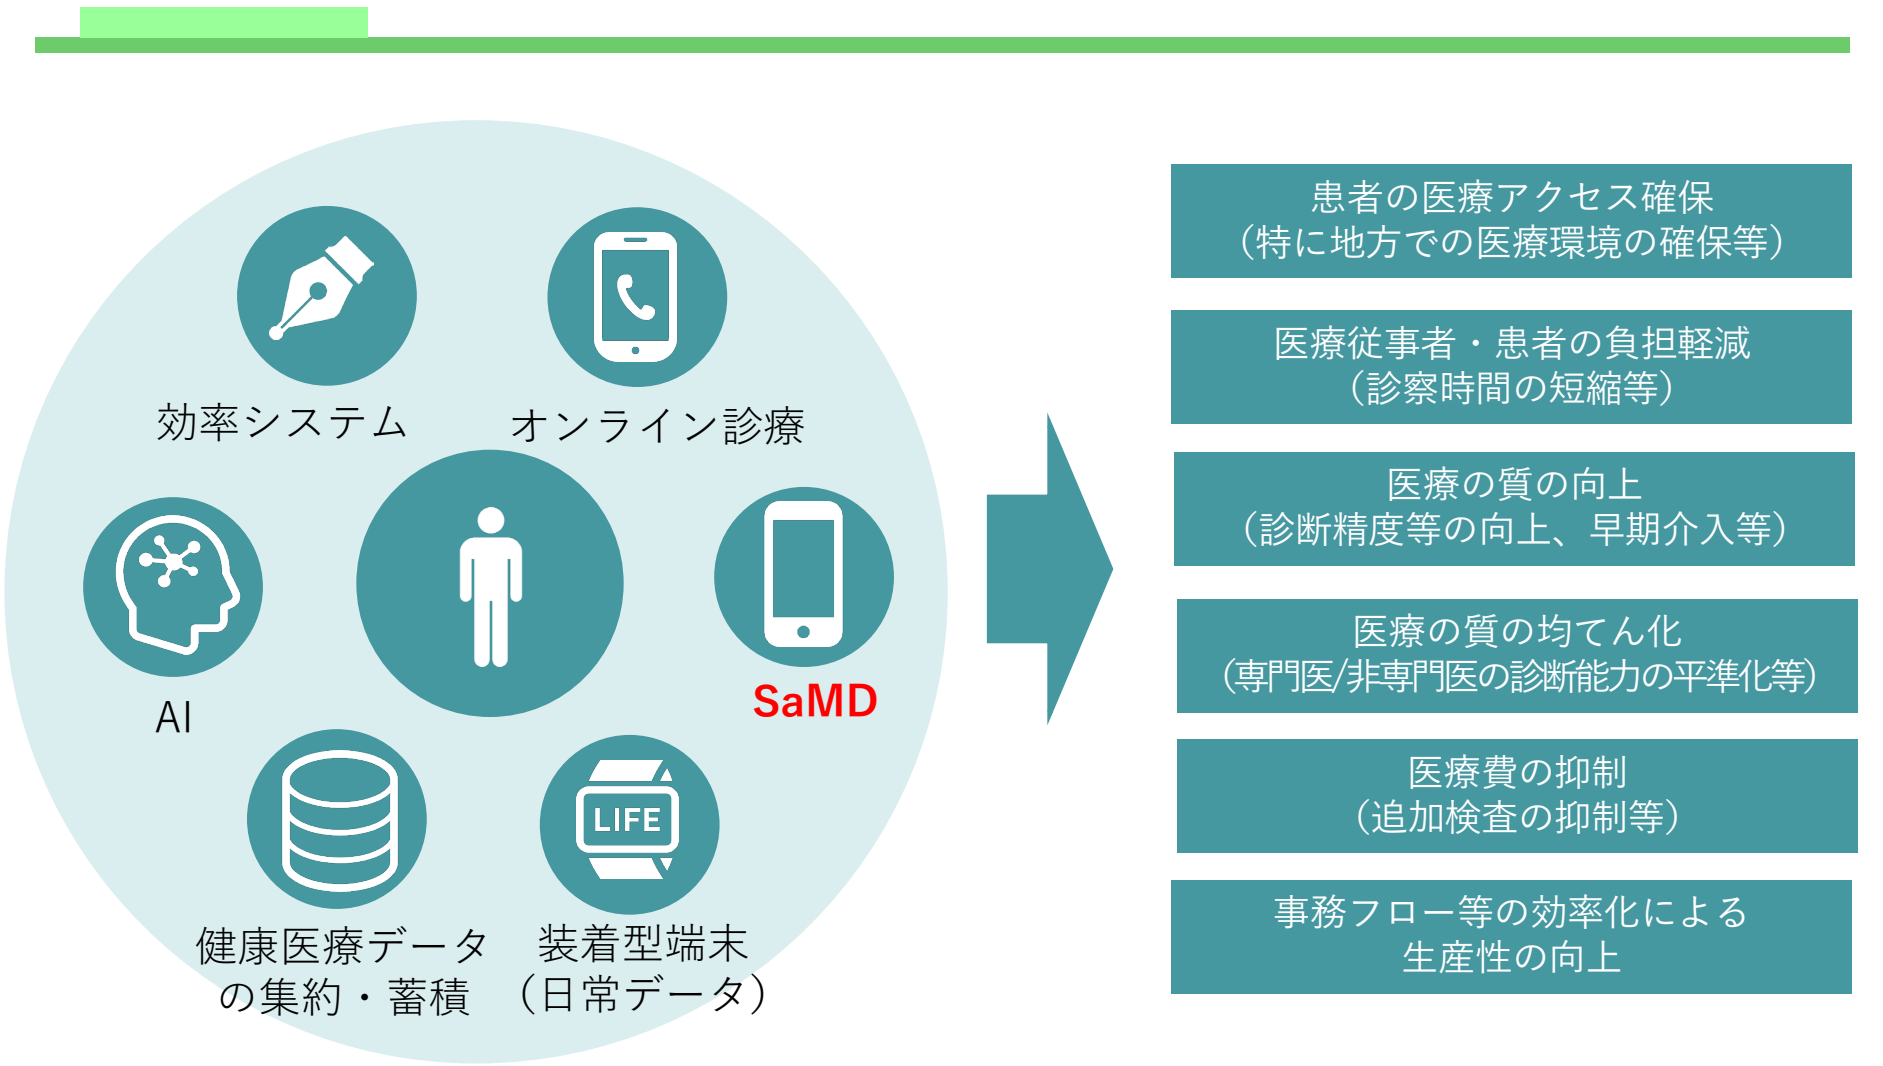 効率システム
オンライン診療
AI
SaMD
LIFE
健康医療データ
の集約・蓄積
装着型端末
（日常データ）
患者の医療アクセス確保
（特に地方での医療環境の確保等）
医療従事者・患者の負担軽減
（診察時間の短縮等）
医療の質の向上
（診断精度等の向上、早期介入等）
医療の質の均てん化
（専門医/非専門医の診断能力の平準化等）
医療費の抑制
（追加検査の抑制等）
事務フロー等の効率化による
生産性の向上